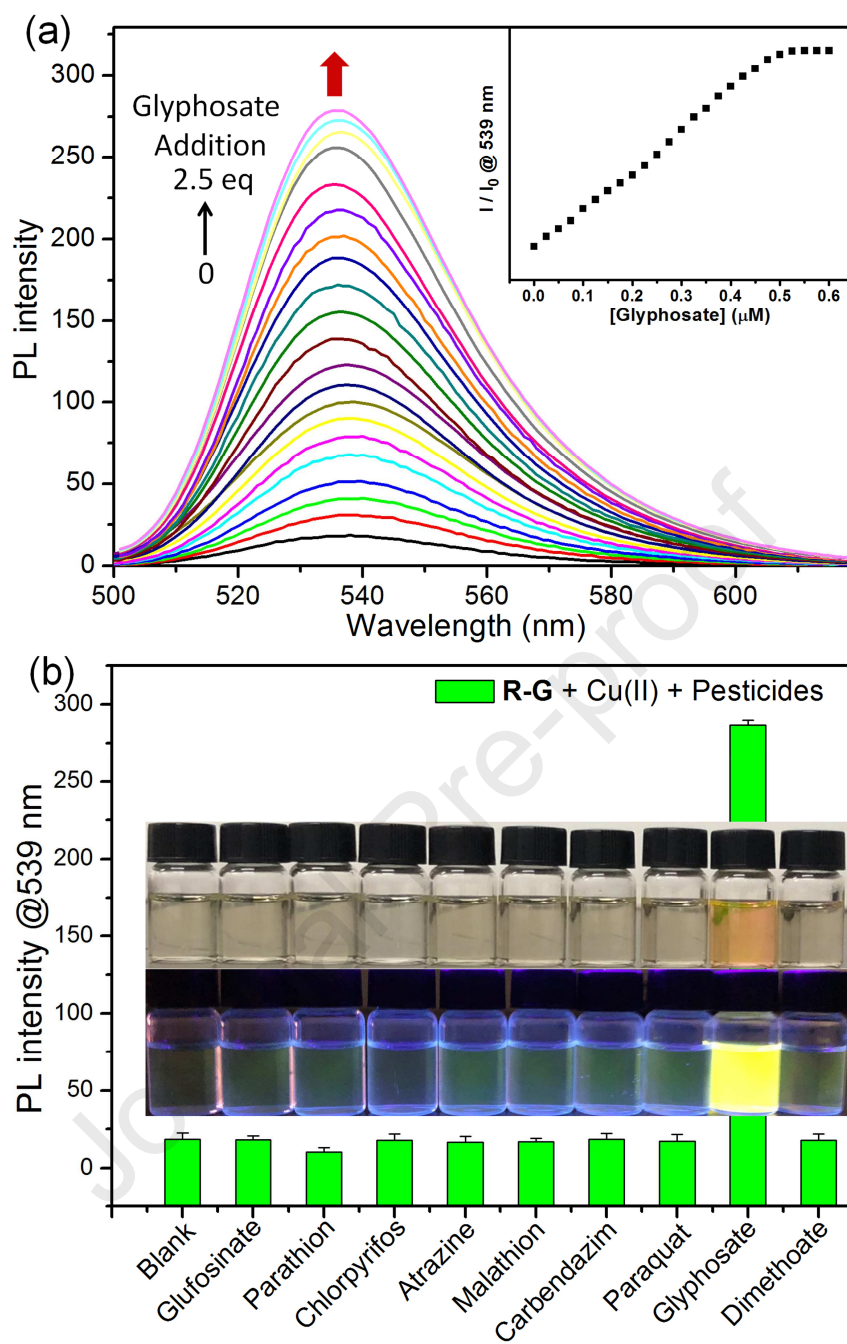 (a)
300
250
200
150
100
50
0
PL intensity
Glyphosate
Addition
2.5 eq
0
500
520
540
560
580
600
Wavelength (nm)
I / I₀ @ 539 nm
0.0
0.1
0.2
0.3
0.4
0.5
0.6
[Glyphosate] (μM)
(b)
300
250
200
150
100
50
0
PL intensity @539 nm
R-G + Cu(II) + Pesticides
Blank
Glufosinate
Parathion
Chlorpyrifos
Atrazine
Malathion
Carbendazim
Paraquat
Glyphosate
Dimethoate
Journal Pre-proof